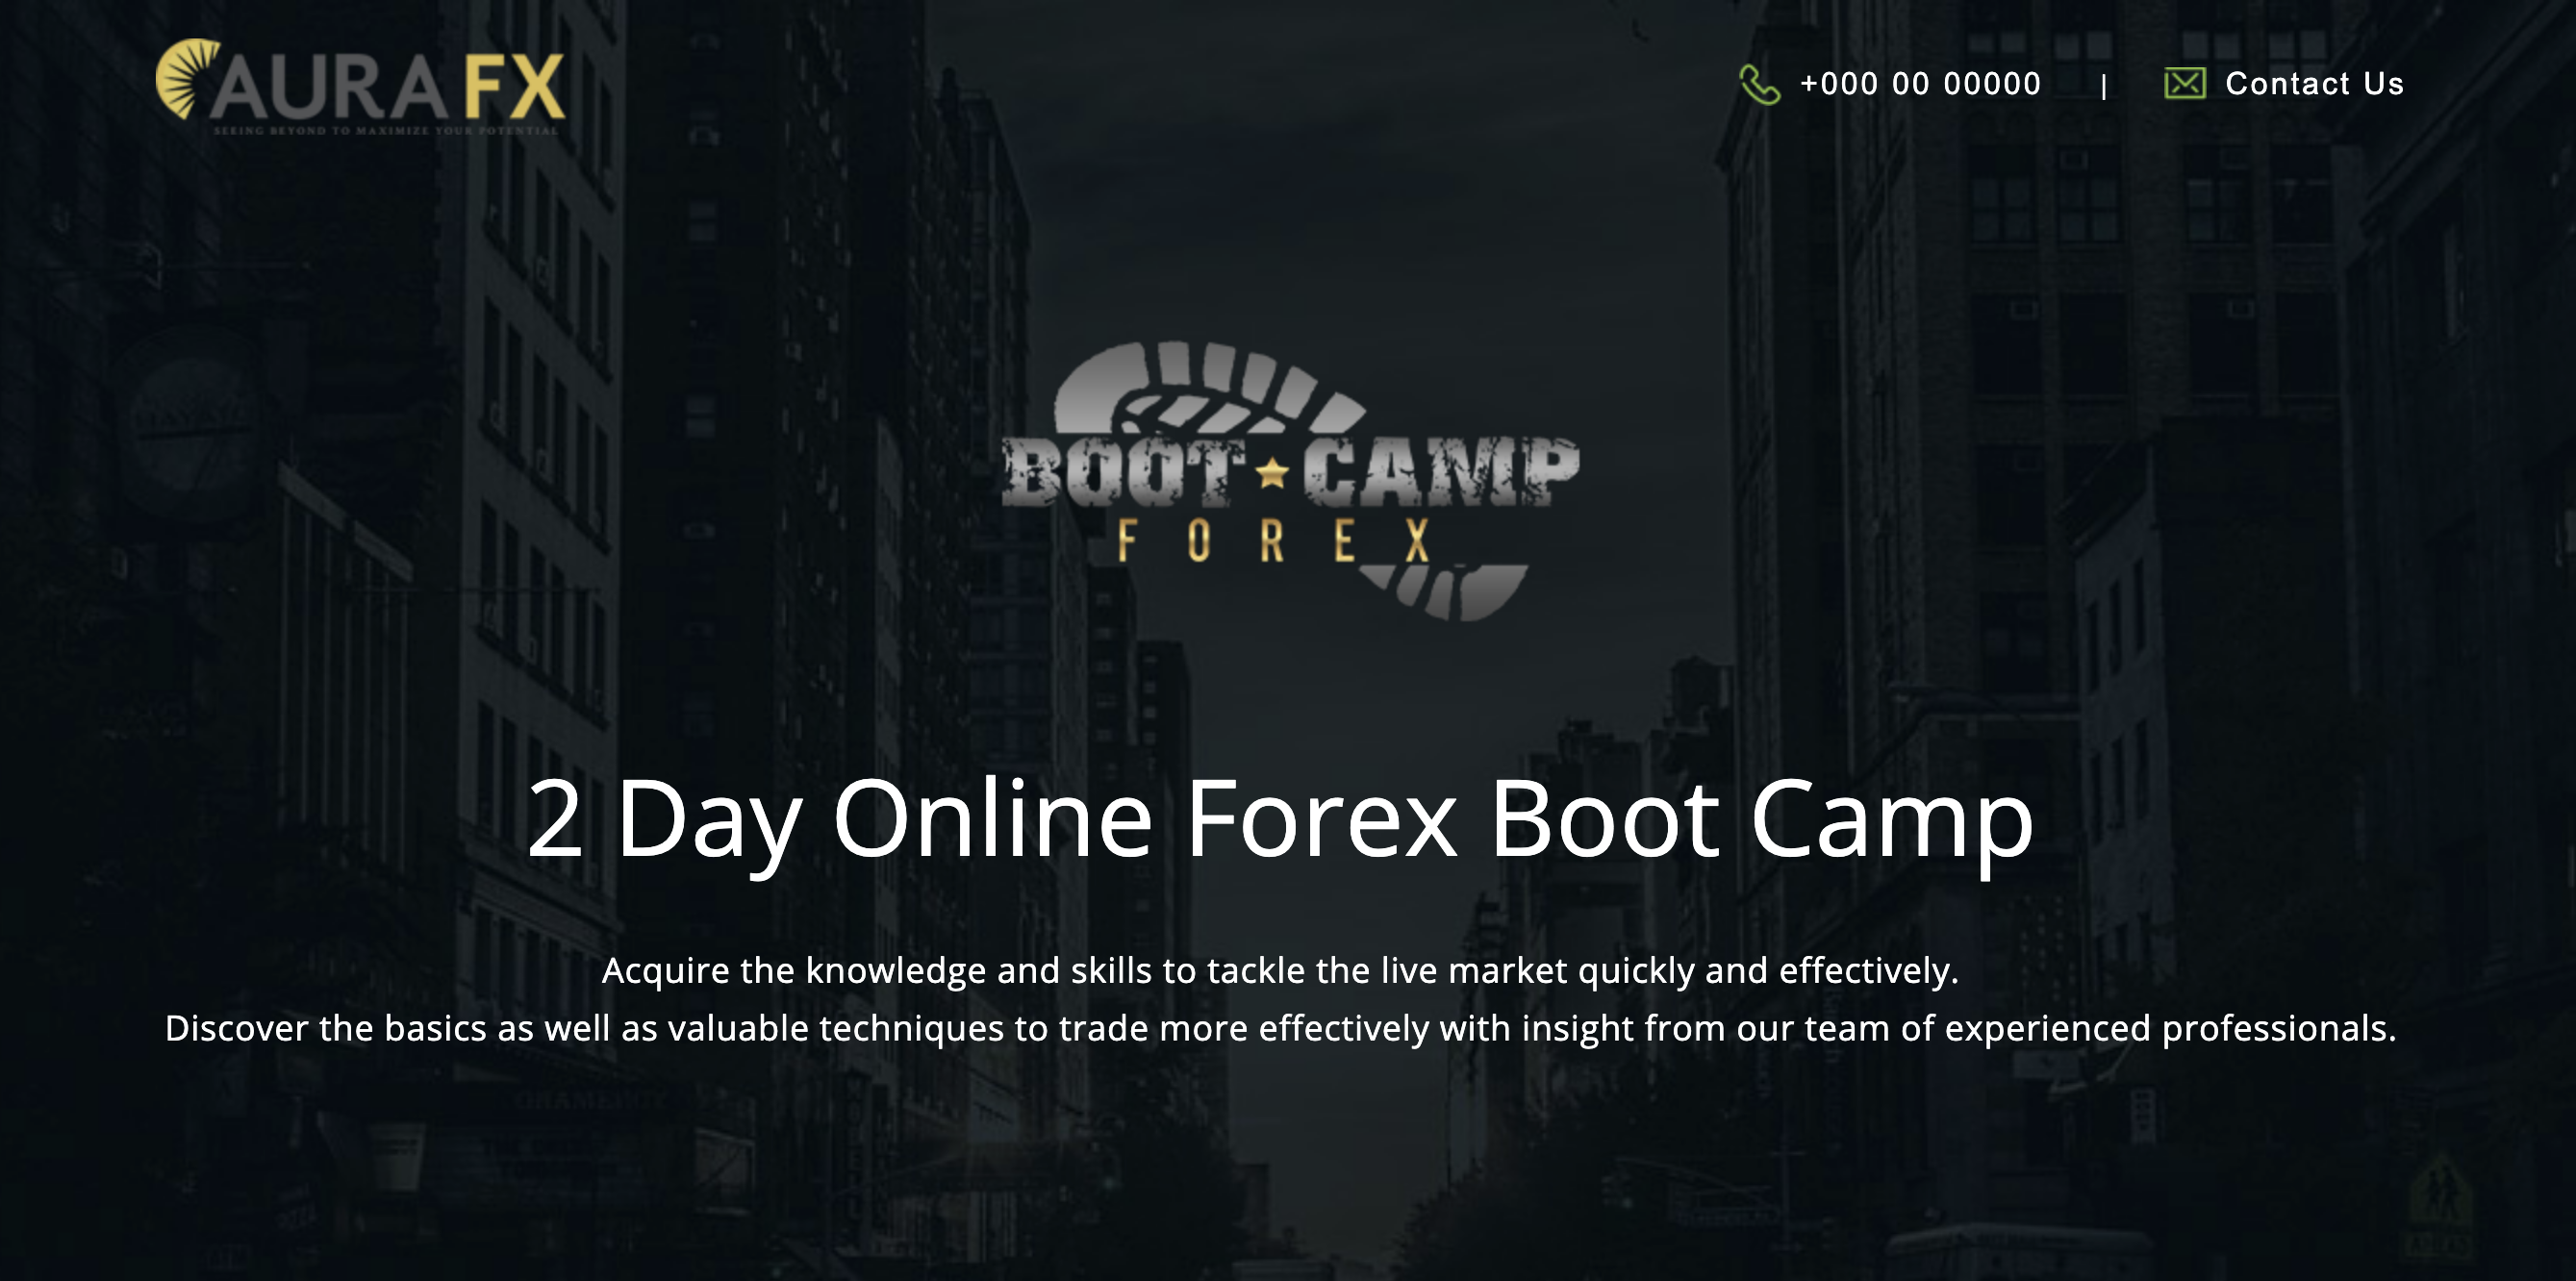 AURA FX
SEEING BEYOND TO MAXIMIZE YOUR POTENTIAL
+000 00 00000 | Contact Us
BOOT CAMP
FOREX
2 Day Online Forex Boot Camp
Acquire the knowledge and skills to tackle the live market quickly and effectively.
Discover the basics as well as valuable techniques to trade more effectively with insight from our team of experienced professionals.